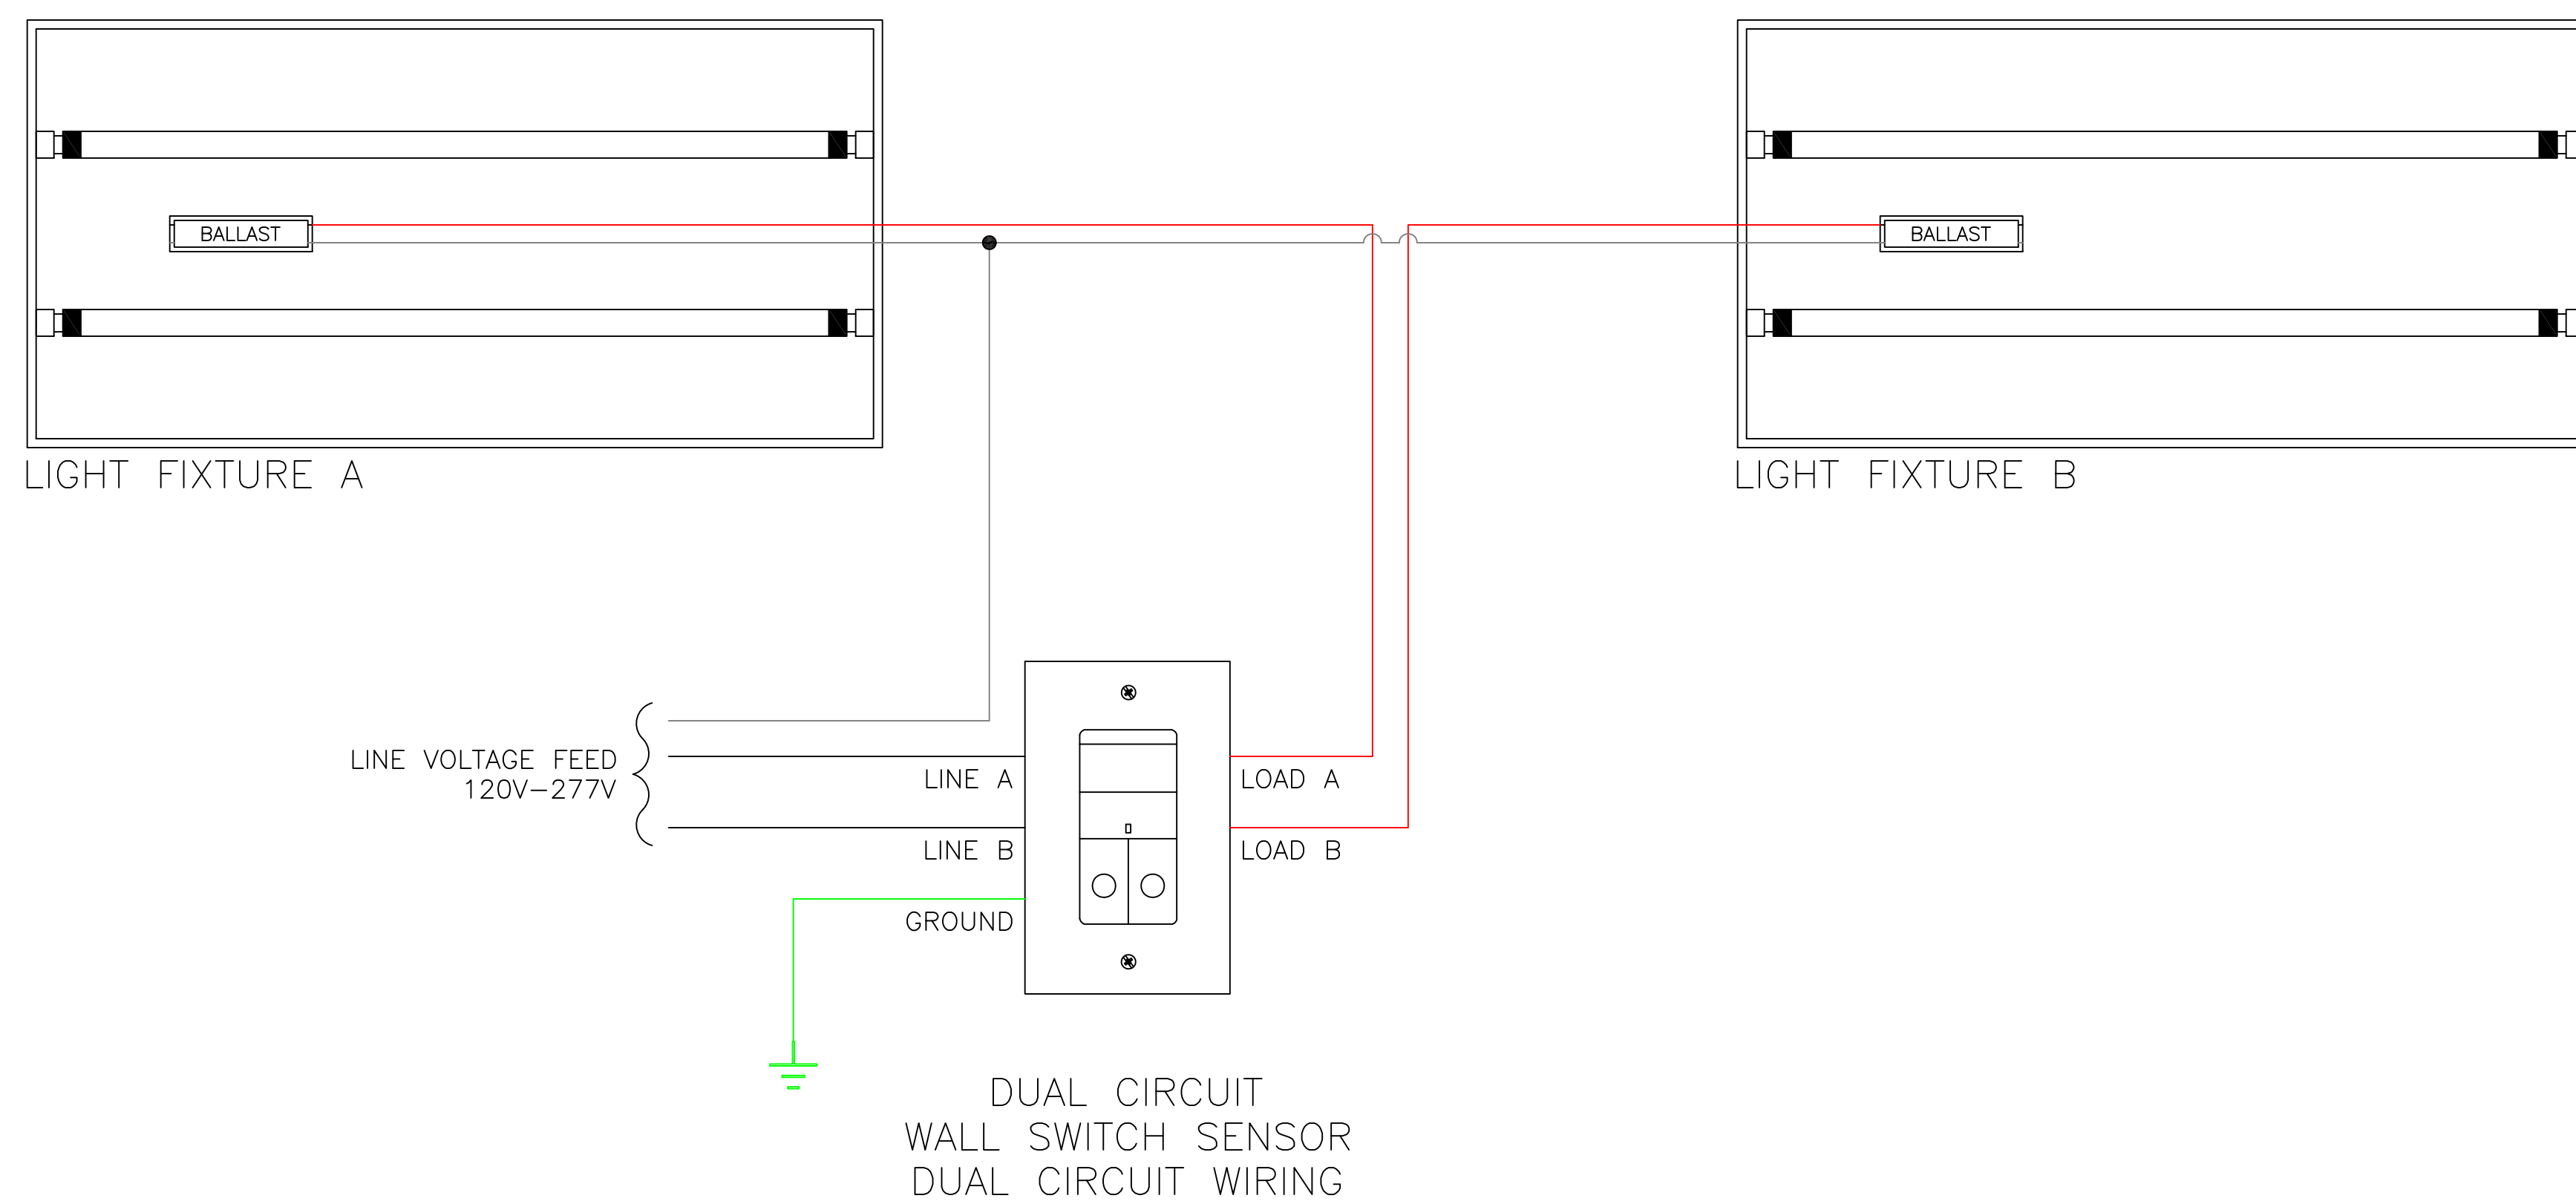 BALLAST
BALLAST
LIGHT FIXTURE A
LIGHT FIXTURE B
LINE VOLTAGE FEED
120V-277V
LINE A
LOAD A
LINE B
LOAD B
GROUND
DUAL CIRCUIT
WALL SWITCH SENSOR
DUAL CIRCUIT WIRING